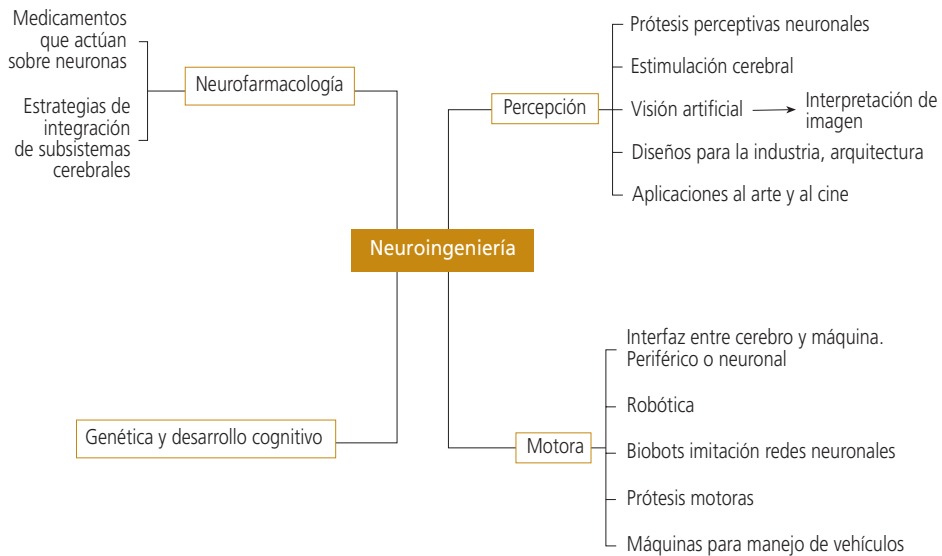 Medicamentos
que actúan
sobre neuronas
Estrategias de
integración
de subsistemas
cerebrales
Neurofarmacología
Percepción
Prótesis perceptivas neuronales
Estimulación cerebral
Visión artificial
Interpretación de
imagen
Diseños para la industria, arquitectura
Aplicaciones al arte y al cine
Neuroingeniería
Genética y desarrollo cognitivo
Motora
Interfaz entre cerebro y máquina.
Periférico o neuronal
Robótica
Biobots imitación redes neuronales
Prótesis motoras
Máquinas para manejo de vehículos